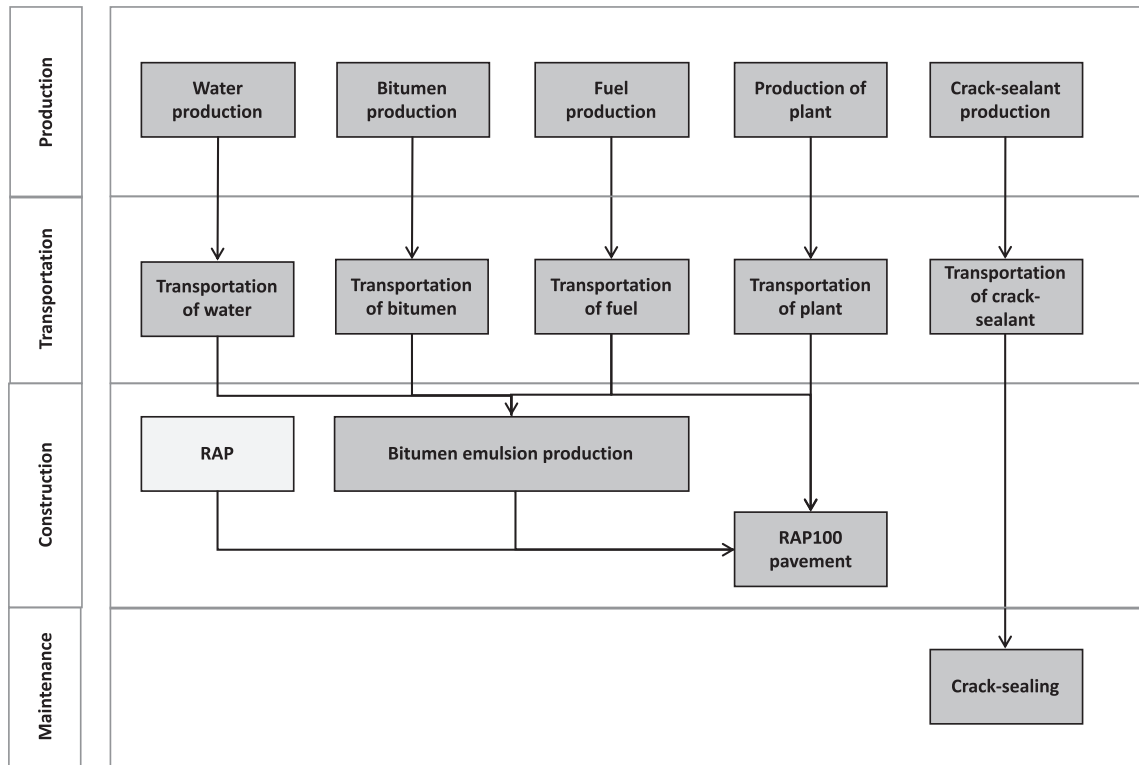 Production
Water
production
Bitumen
production
Fuel
production
Production of
plant
Crack-sealant
production
Transportation
Transportation
of water
Transportation
of bitumen
Transportation
of fuel
Transportation
of plant
Transportation
of crack-
sealant
Construction
RAP
Bitumen emulsion production
RAP100
pavement
Maintenance
Crack-sealing